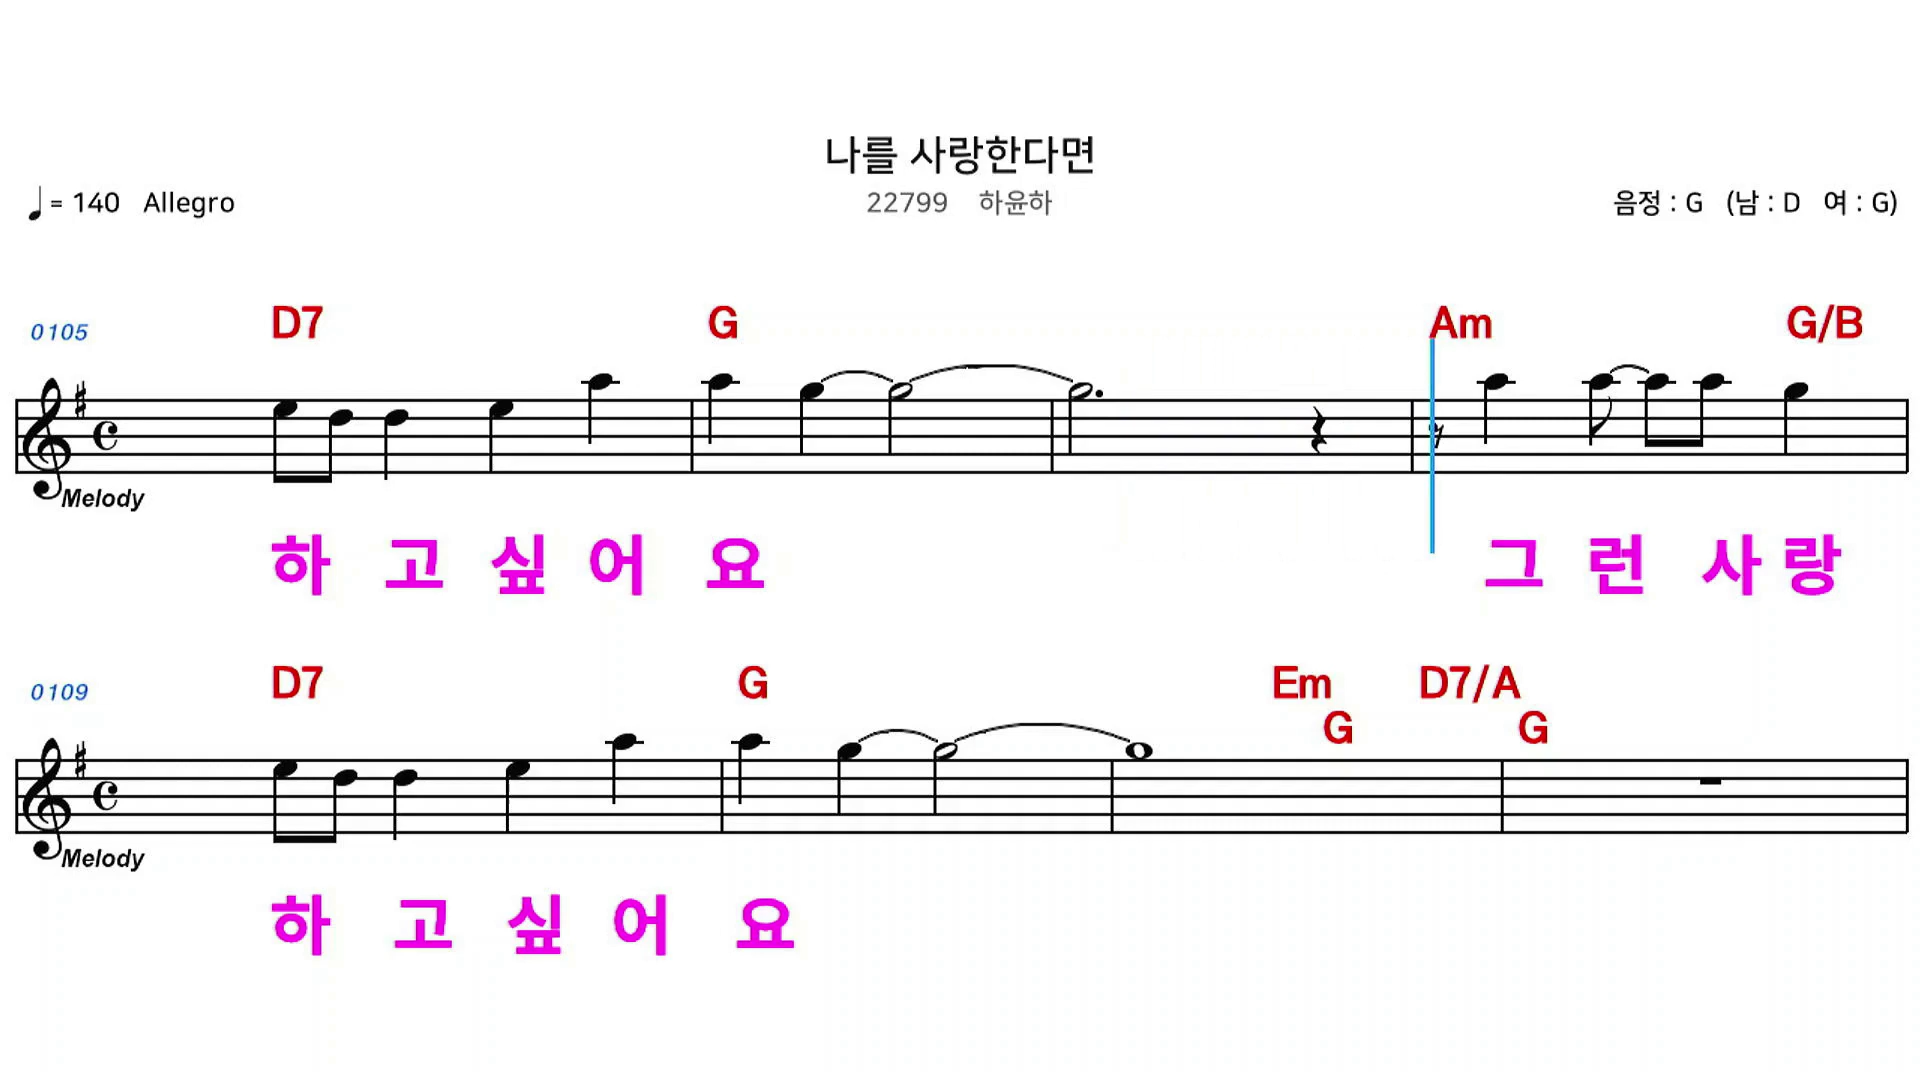 나를 사랑한다면
= 140 Allegro 22799 하윤하 음정 : G (남 : D 여 : G)
0105 D7 G Am G/B
Melody
하 고 싶 어 요 그 런 사 랑
0109 D7 G Em D7/A
G G
Melody
하 고 싶 어 요